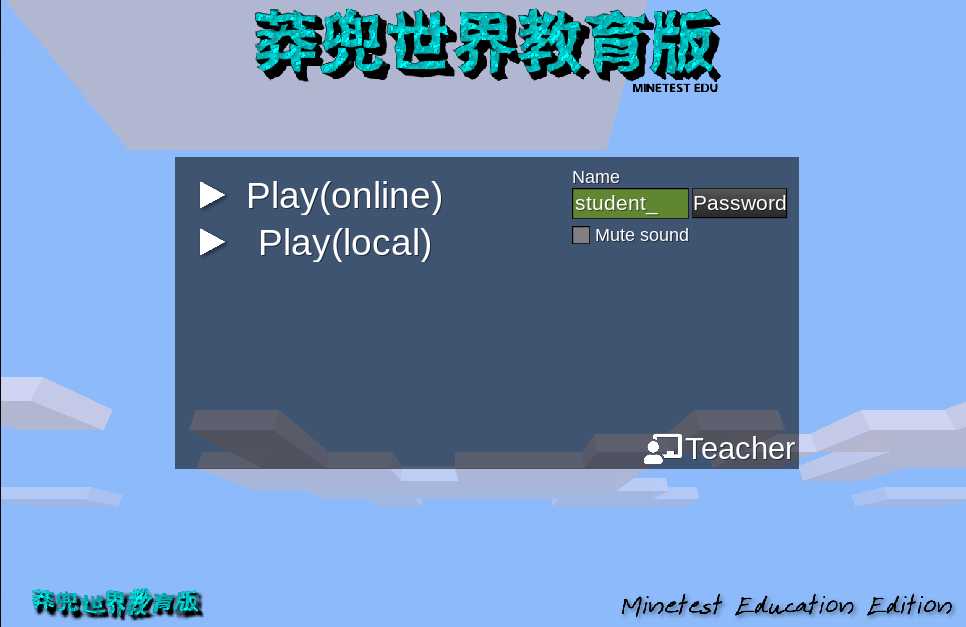 莽兜世界教育版
MINETEST EDU
Play(online)
Play(local)
Name
student_
Password
Mute sound
Teacher
莽兜世界教育版
Minetest Education Edition